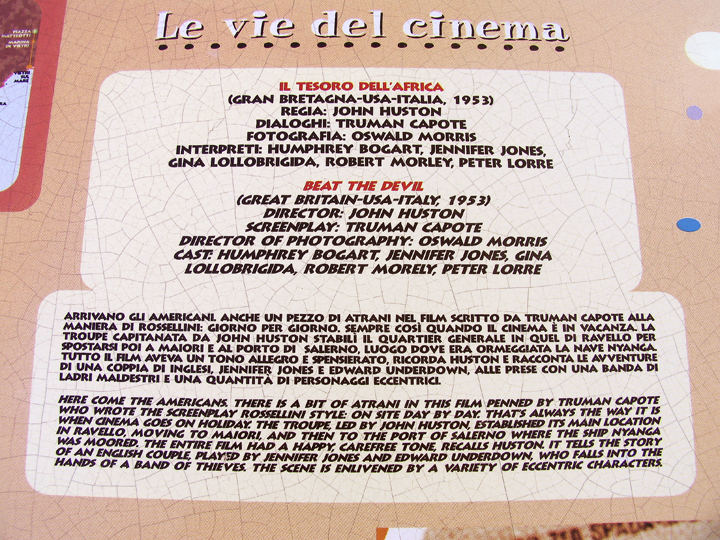 Le vie del cinema
PIAZZA
MATTEOTTI
MARINA
DI VIETRI
VIETRI
SUL
MARE
IL TESORO DELL'AFRICA
(GRAN BRETAGNA-USA-ITALIA, 1953)
REGIA: JOHN HUSTON
DIALOGHI: TRUMAN CAPOTE
FOTOGRAFIA: OSWALD MORRIS
INTERPRETI: HUMPHREY BOGART, JENNIFER JONES,
GINA LOLLOBRIGIDA, ROBERT MORLEY, PETER LORRE
BEAT THE DEVIL
(GREAT BRITAIN-USA-ITALY, 1953)
DIRECTOR: JOHN HUSTON
SCREENPLAY: TRUMAN CAPOTE
DIRECTOR OF PHOTOGRAPHY: OSWALD MORRIS
CAST: HUMPHREY BOGART, JENNIFER JONES, GINA
LOLLOBRIGIDA, ROBERT MORELY, PETER LORRE
ARRIVANO GLI AMERICANI. ANCHE UN PEZZO DI ATRANI NEL FILM SCRITTO DA TRUMAN CAPOTE ALLA
MANIERA DI ROSSELLINI: GIORNO PER GIORNO. SEMPRE COSÌ QUANDO IL CINEMA È IN VACANZA. LA
TROUPE CAPITANATA DA JOHN HUSTON STABILÌ IL QUARTIER GENERALE IN QUEL DI RAVELLO PER
SPOSTARSI POI A MAIORI E AL PORTO DI SALERNO, LUOGO DOVE ERA ORMEGGIATA LA NAVE NYANGA.
TUTTO IL FILM AVEVA UN TONO ALLEGRO E SPENSIERATO, RICORDA HUSTON E RACCONTA LE AVVENTURE
DI UNA COPPIA DI INGLESI, JENNIFER JONES E EDWARD UNDERDOWN, ALLE PRESE CON UNA BANDA DI
LADRI MALDESTRI E UNA QUANTITÀ DI PERSONAGGI ECCENTRICI.
HERE COME THE AMERICANS. THERE IS A BIT OF ATRANI IN THIS FILM PENNED BY TRUMAN CAPOTE
WHO WROTE THE SCREENPLAY ROSSELLINI STYLE: ON SITE DAY BY DAY. THAT'S ALWAYS THE WAY IT IS
WHEN CINEMA GOES ON HOLIDAY. THE TROUPE, LED BY JOHN HUSTON, ESTABLISHED ITS MAIN LOCATION
IN RAVELLO, MOVING TO MAIORI, AND THEN TO THE PORT OF SALERNO WHERE THE SHIP NYANGA
WAS MOORED. THE ENTIRE FILM HAD A HAPPY, CAREFREE TONE, RECALLS HUSTON. IT TELLS THE STORY
OF AN ENGLISH COUPLE, PLAYED BY JENNIFER JONES AND EDWARD UNDERDOWN, WHO FALLS INTO THE
HANDS OF A BAND OF THIEVES. THE SCENE IS ENLIVENED BY A VARIETY OF ECCENTRIC CHARACTERS.